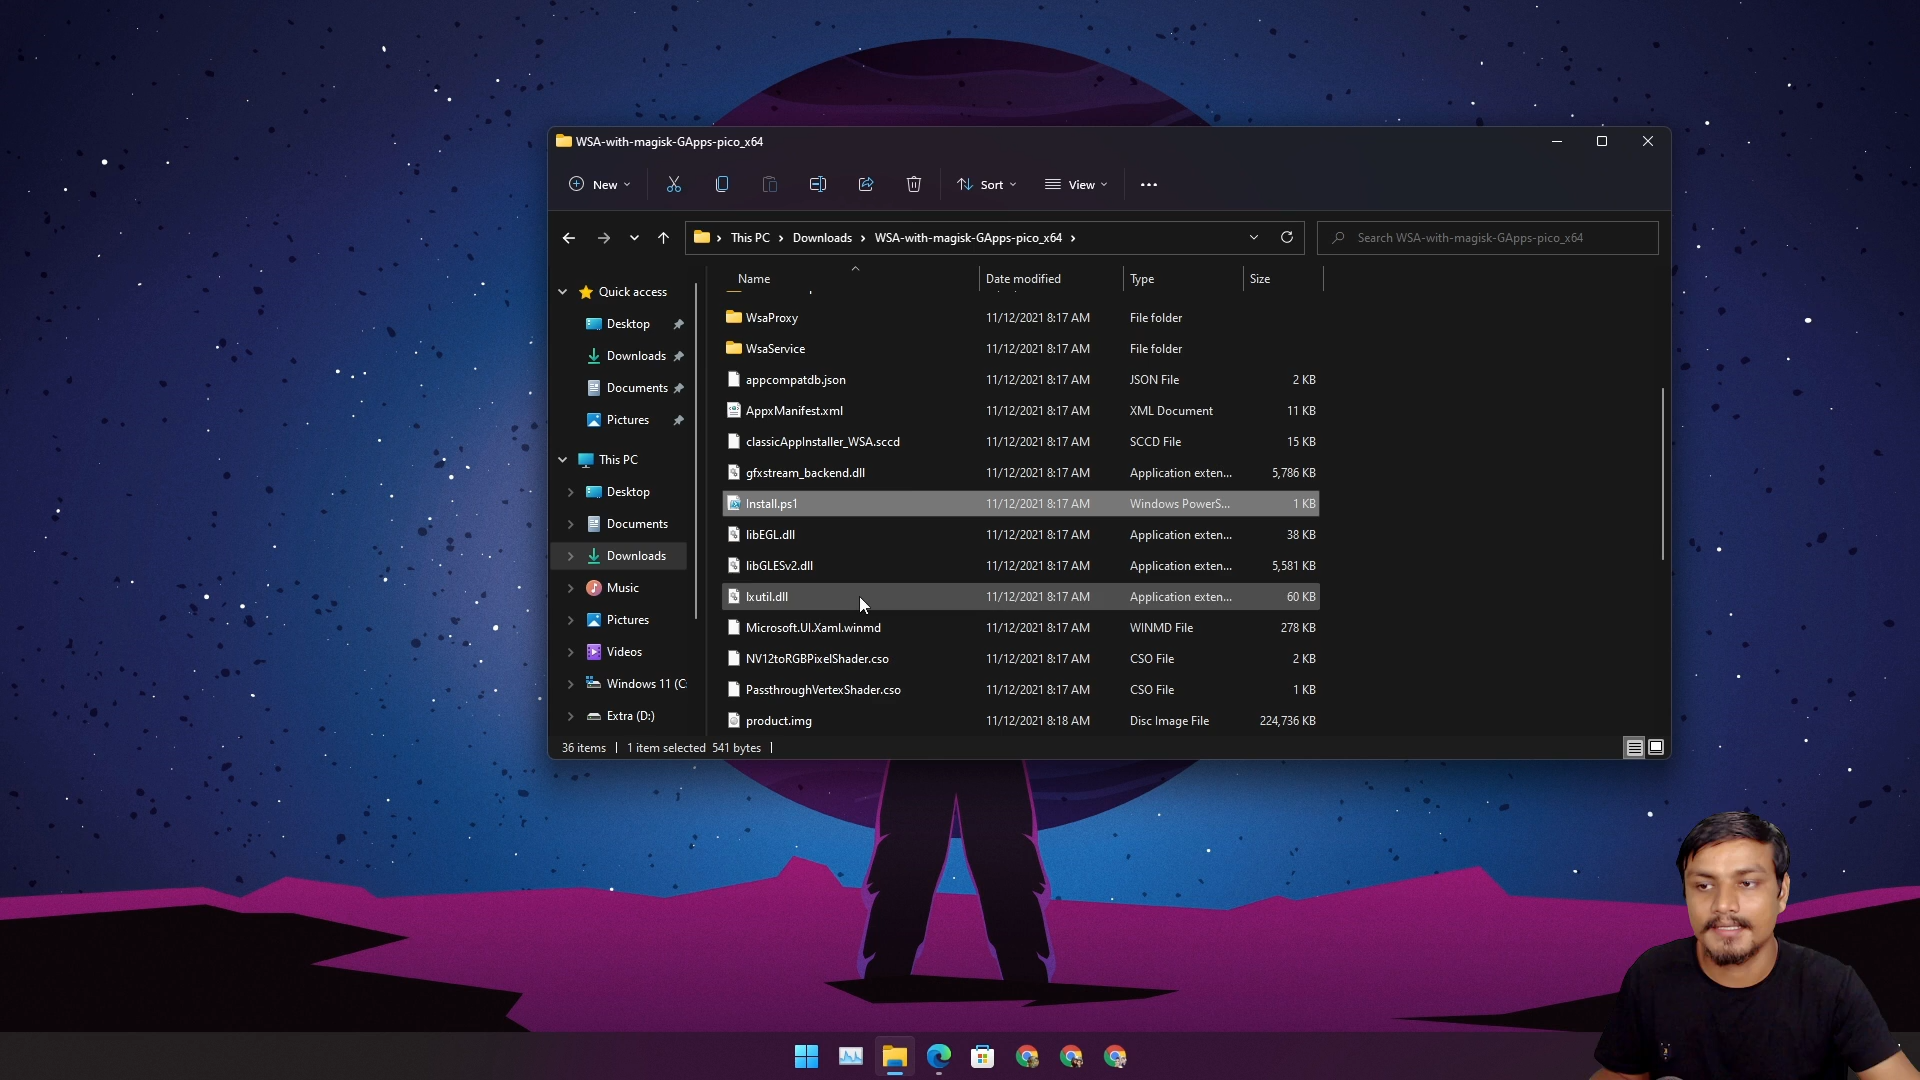 WSA-with-magisk-GApps-pico_x64
New
Sort
View
This PC > Downloads > WSA-with-magisk-GApps-pico_x64 >
Search WSA-with-magisk-GApps-pico_x64
Name Date modified Type Size
Quick access
Desktop
Downloads
Documents
Pictures
This PC
Desktop
Documents
Downloads
Music
Pictures
Videos
Windows 11 (C:
Extra (D:)
WsaProxy 11/12/2021 8:17 AM File folder
WsaService 11/12/2021 8:17 AM File folder
appcompatdb.json 11/12/2021 8:17 AM JSON File 2 KB
AppxManifest.xml 11/12/2021 8:17 AM XML Document 11 KB
classicAppInstaller_WSA.sccd 11/12/2021 8:17 AM SCCD File 15 KB
gfxstream_backend.dll 11/12/2021 8:17 AM Application exten... 5,786 KB
Install.ps1 11/12/2021 8:17 AM Windows PowerS... 1 KB
libEGL.dll 11/12/2021 8:17 AM Application exten... 38 KB
libGLESv2.dll 11/12/2021 8:17 AM Application exten... 5,581 KB
lxutil.dll 11/12/2021 8:17 AM Application exten... 60 KB
Microsoft.UI.Xaml.winmd 11/12/2021 8:17 AM WINMD File 278 KB
NV12toRGBPixelShader.cso 11/12/2021 8:17 AM CSO File 2 KB
PassthroughVertexShader.cso 11/12/2021 8:17 AM CSO File 1 KB
product.img 11/12/2021 8:18 AM Disc Image File 224,736 KB
36 items | 1 item selected 541 bytes |